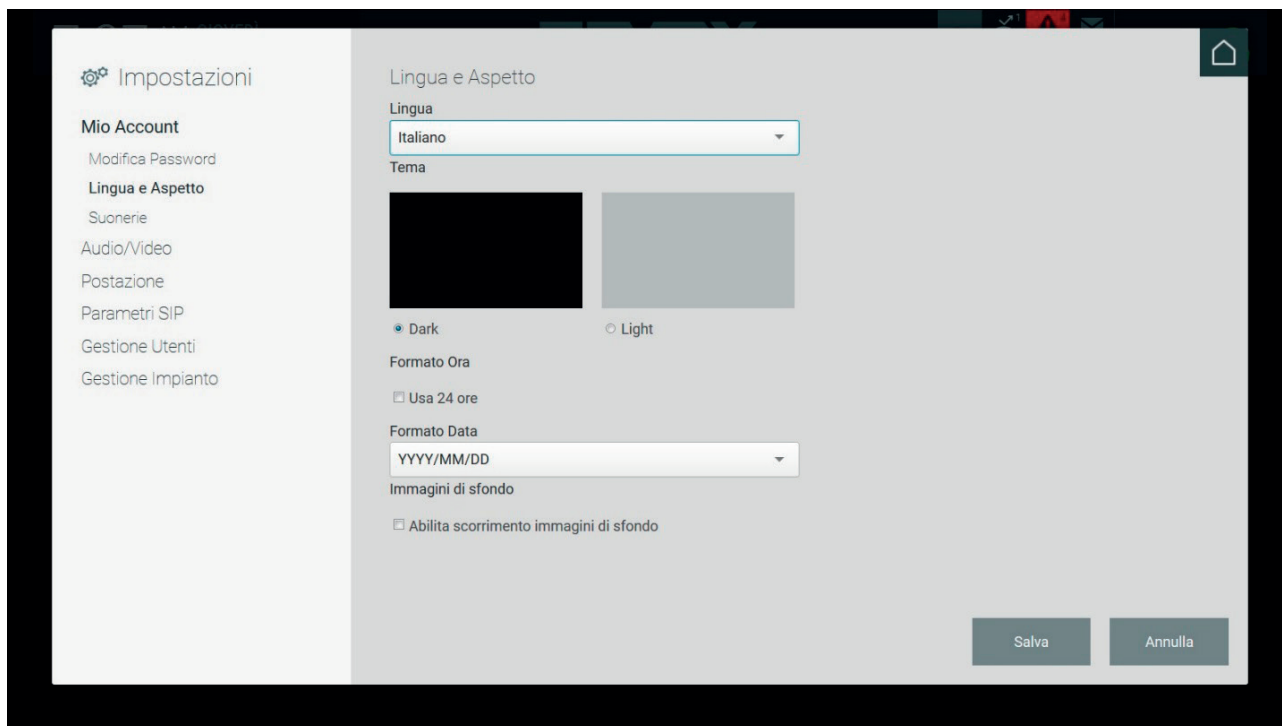 Impostazioni
Mio Account
Modifica Password
Lingua e Aspetto
Suonerie
Audio/Video
Postazione
Parametri SIP
Gestione Utenti
Gestione Impianto
Lingua e Aspetto
Lingua
Italiano
Tema
Dark
Light
Formato Ora
Usa 24 ore
Formato Data
YYYY/MM/DD
Immagini di sfondo
Abilita scorrimento immagini di sfondo
Salva
Annulla